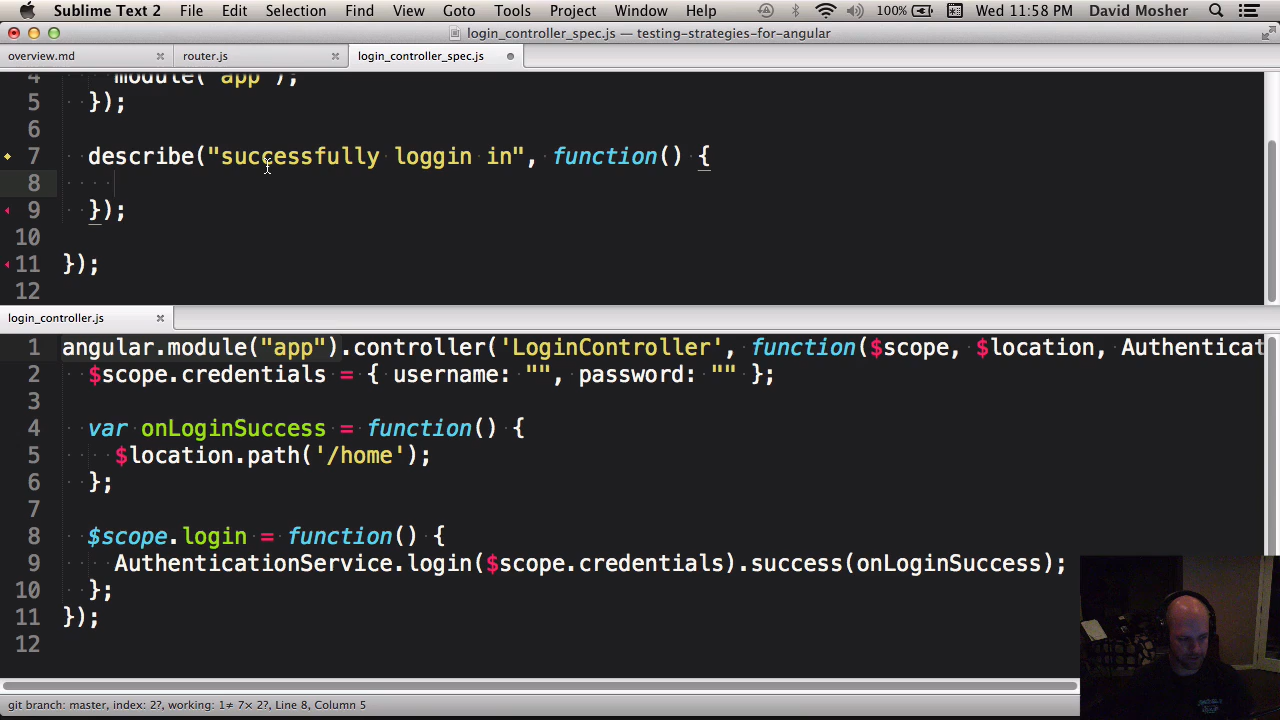 Sublime Text 2 File Edit Selection Find View Goto Tools Project Window Help 100% Wed 11:58 PM David Mosher
login_controller_spec.js — testing-strategies-for-angular
overview.md router.js login_controller_spec.js
4 module("app");
5 });
6
7 describe("successfully loggin in", function() {
8
9 });
10
11 });
12
login_controller.js
1 angular.module("app").controller('LoginController', function($scope, $location, Authenticat
2 $scope.credentials = { username: "", password: "" };
3
4 var onLoginSuccess = function() {
5 $location.path('/home');
6 };
7
8 $scope.login = function() {
9 AuthenticationService.login($scope.credentials).success(onLoginSuccess);
10 };
11 });
12
git branch: master, index: 2?, working: 1≠ 7× 2?, Line 8, Column 5